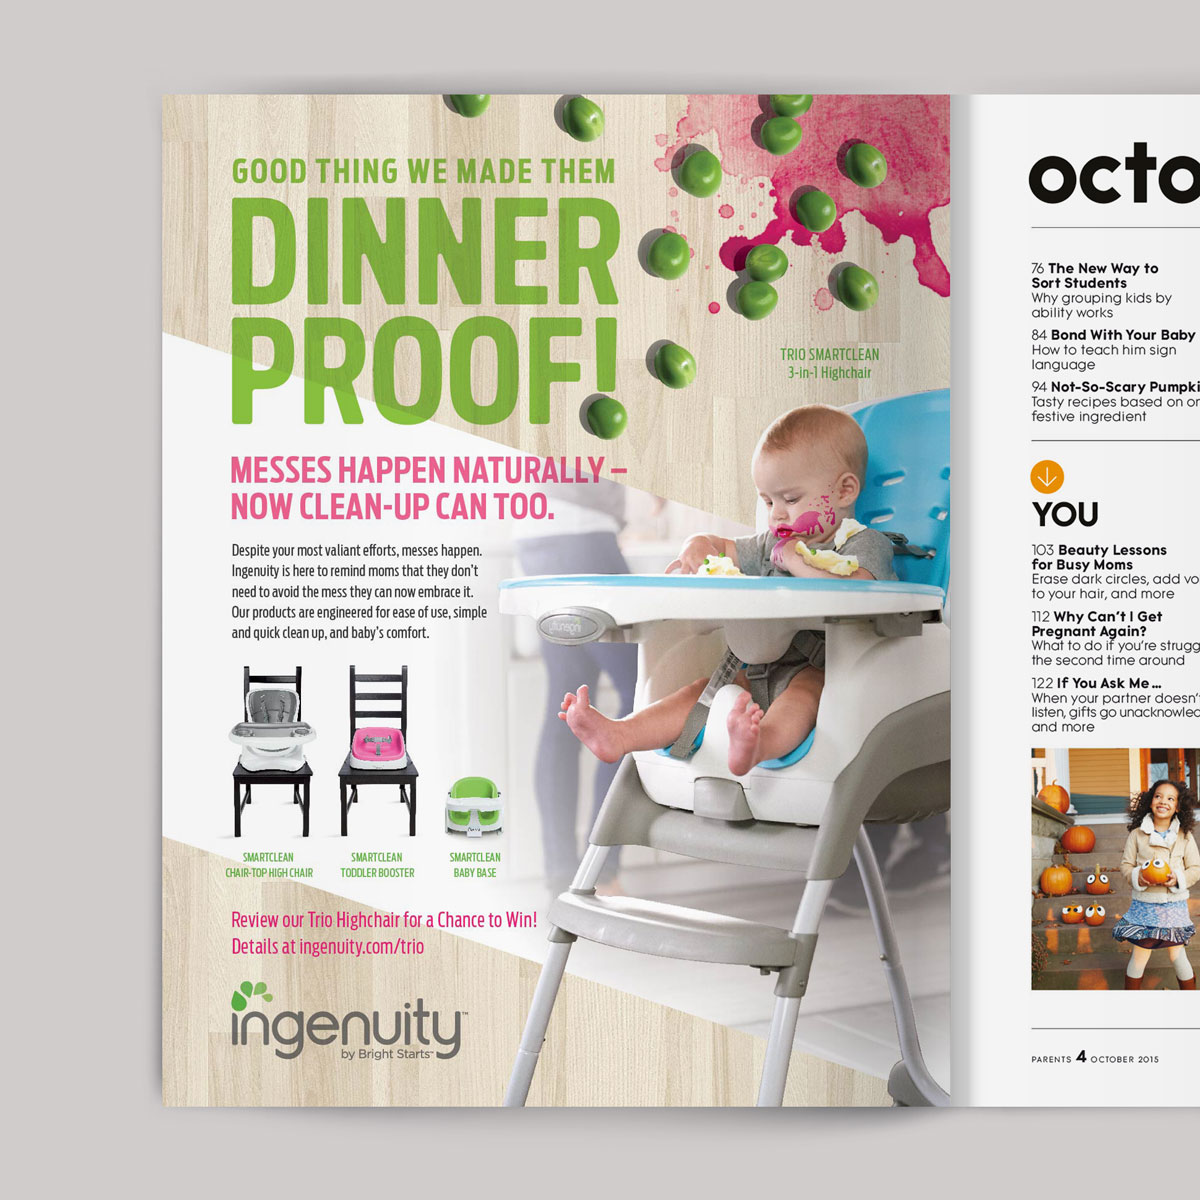 GOOD THING WE MADE THEM
DINNER
PROOF!
MESSES HAPPEN NATURALLY –
NOW CLEAN-UP CAN TOO.
Despite your most valiant efforts, messes happen.
Ingenuity is here to remind moms that they don't
need to avoid the mess they can now embrace it.
Our products are engineered for ease of use, simple
and quick clean up, and baby's comfort.
TRIO SMARTCLEAN
3-in-1 Highchair
ingenuity
SMARTCLEAN
CHAIR-TOP HIGH CHAIR
SMARTCLEAN
TODDLER BOOSTER
SMARTCLEAN
BABY BASE
Review our Trio Highchair for a Chance to Win!
Details at ingenuity.com/trio
ingenuity™
by Bright Starts™
octo
76 The New Way to
Sort Students
Why grouping kids by
ability works
84 Bond With Your Baby
How to teach him sign
language
94 Not-So-Scary Pumpki
Tasty recipes based on or
festive ingredient
YOU
103 Beauty Lessons
for Busy Moms
Erase dark circles, add vo
to your hair, and more
112 Why Can't I Get
Pregnant Again?
What to do if you're strugg
the second time around
122 If You Ask Me...
When your partner doesn'
listen, gifts go unacknowled
and more
PARENTS 4 OCTOBER 2015